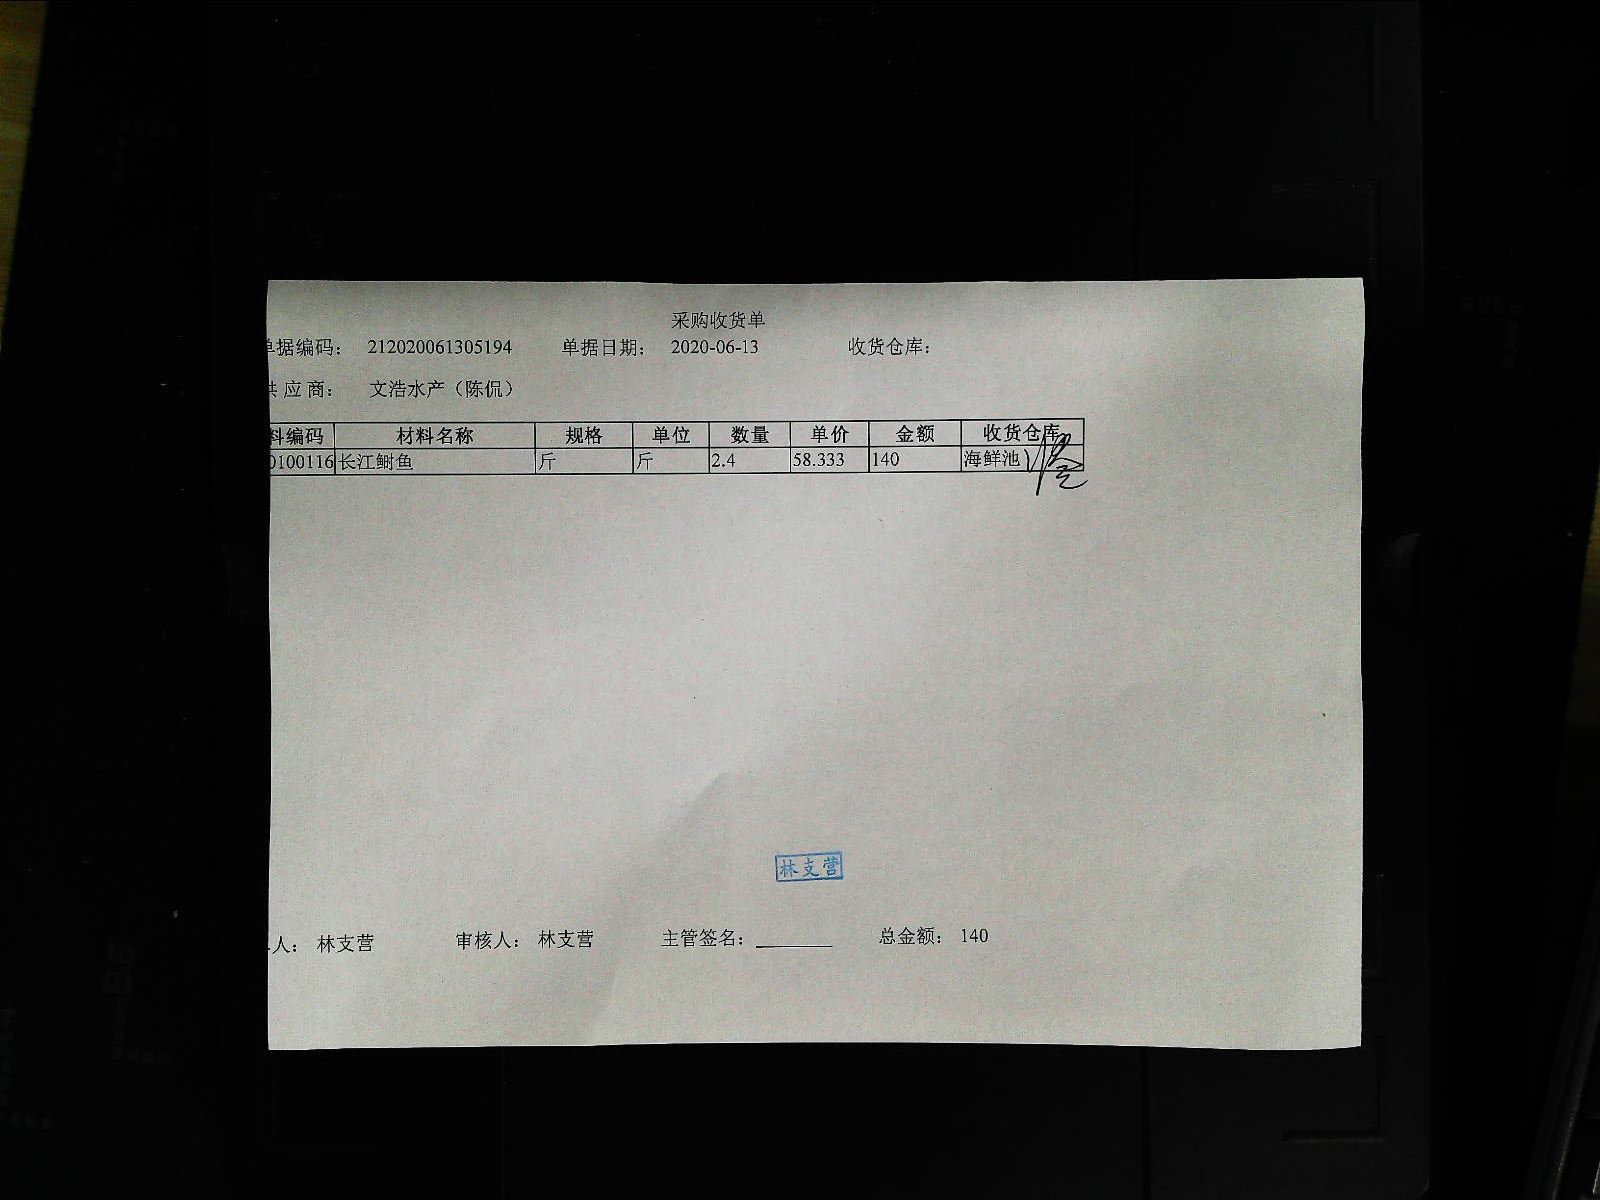 采购收货单
单据编码： 212020061305194 单据日期： 2020-06-13 收货仓库：
供 应 商： 文浩水产（陈侃）
料编码 材料名称 规格 单位 数量 单价 金额 收货仓库
0100116 长江鲥鱼 斤 斤 2.4 58.333 140 海鲜池
林支营
人： 林支营 审核人： 林支营 主管签名： 总金额： 140